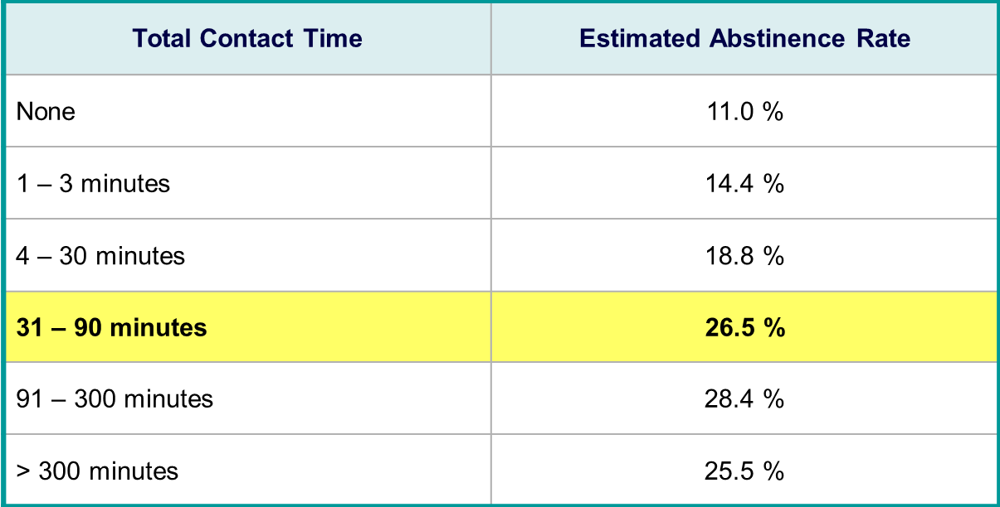 Total Contact Time Estimated Abstinence Rate
None 11.0 %
1 – 3 minutes 14.4 %
4 – 30 minutes 18.8 %
31 – 90 minutes 26.5 %
91 – 300 minutes 28.4 %
> 300 minutes 25.5 %